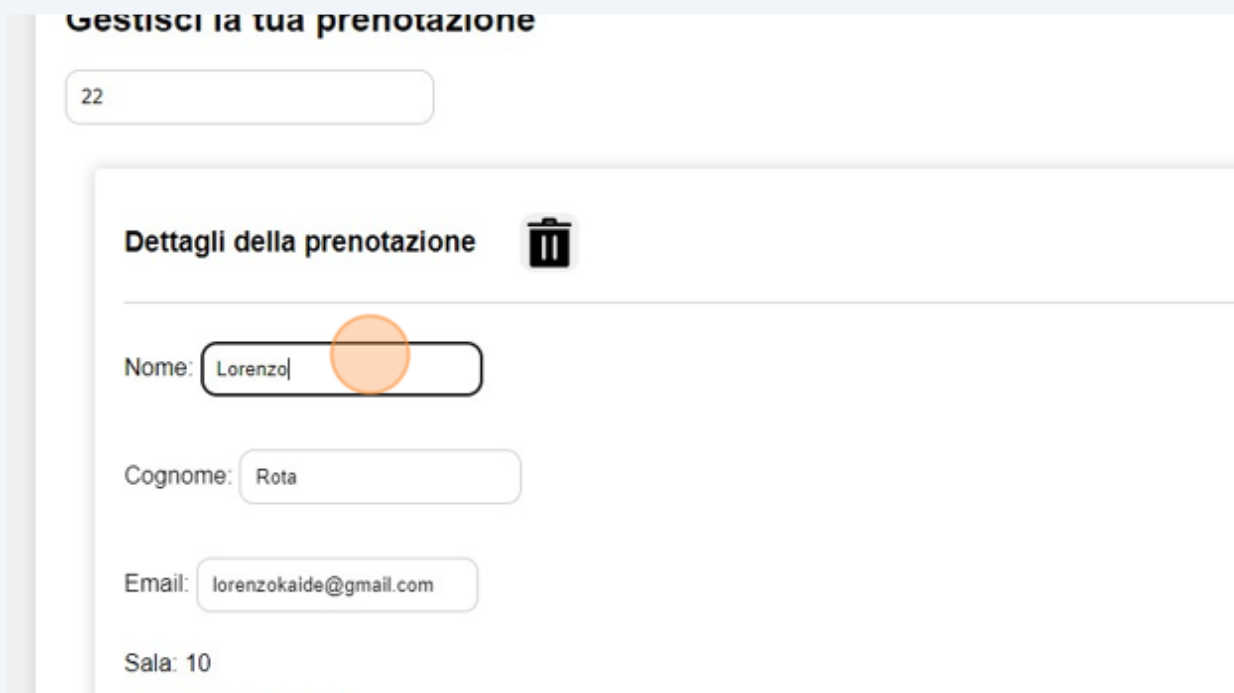 Gestisci la tua prenotazione
22
Dettagli della prenotazione
Nome: Lorenzo
Cognome: Rota
Email: lorenzokaide@gmail.com
Sala: 10